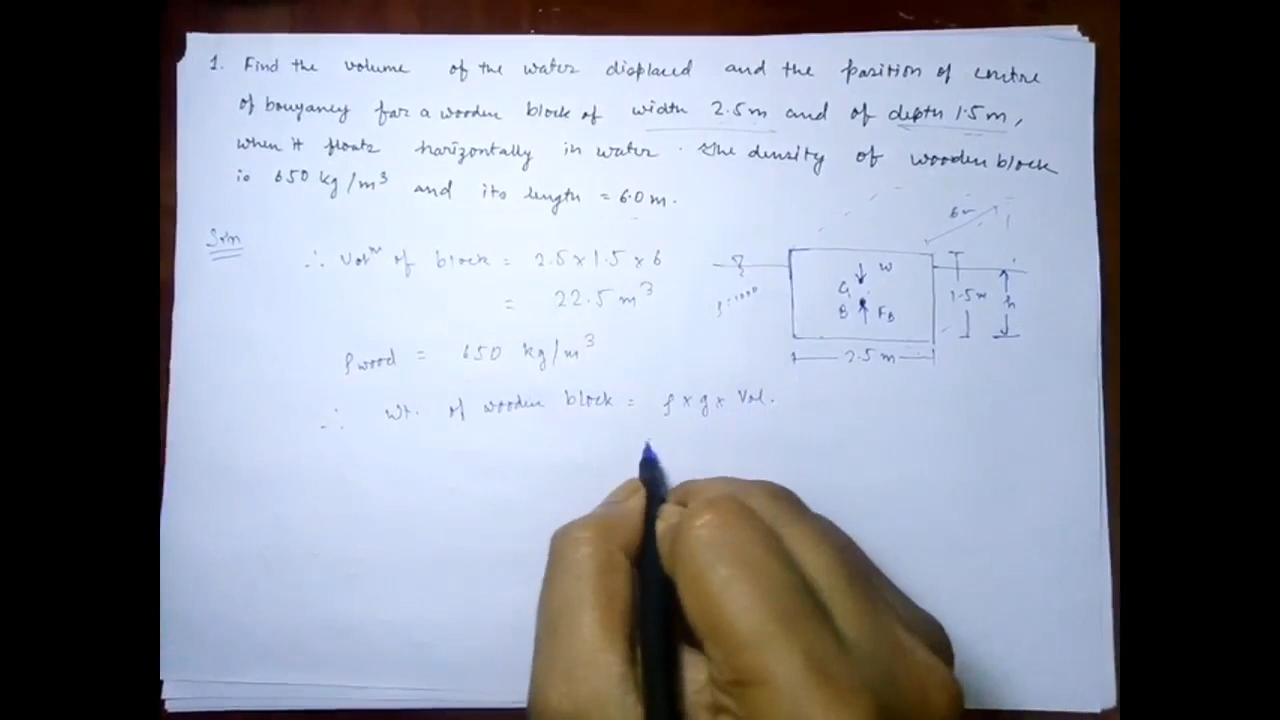 1. Find the volume of the water displaced and the position of centre
of bouyancy for a wooden block of width 2.5m and of depth 1.5m,
when it floats horizontally in water. The density of wooden block
is 650 kg/m³ and its length = 6.0m.
Solⁿ
∴ Volᵐ of block = 2.5 x 1.5 x 6
= 22.5 m³
ρwood = 650 kg/m³
∴ Wt. of wooden block = ρ x g x Vol.
6m
W
G
B
FB
ρ=1000
1.5m
h
2.5 m